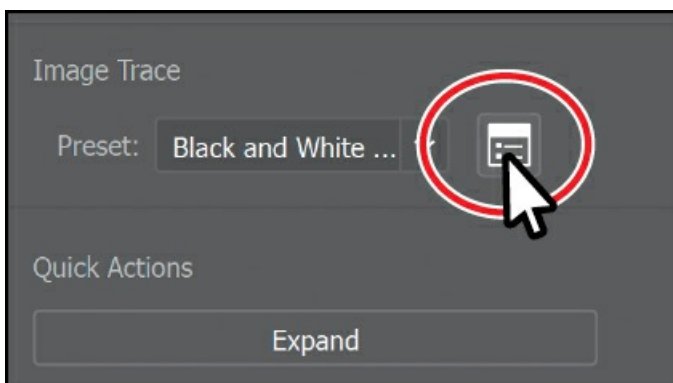 Image Trace
Preset: Black and White ...
Quick Actions
Expand